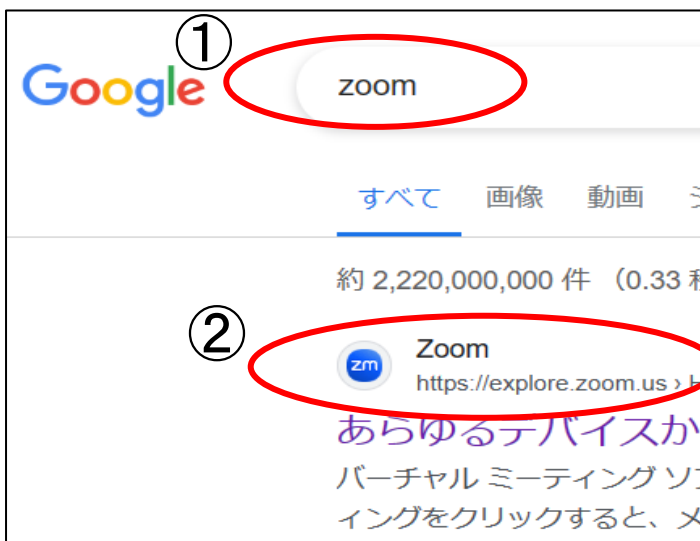 ①
Google
zoom
すべて 画像 動画
約 2,220,000,000 件 （0.33
②
zm
Zoom
https://explore.zoom.us ›
あらゆるデバイスか
バーチャル ミーティング ソ
ィングをクリックすると、メ